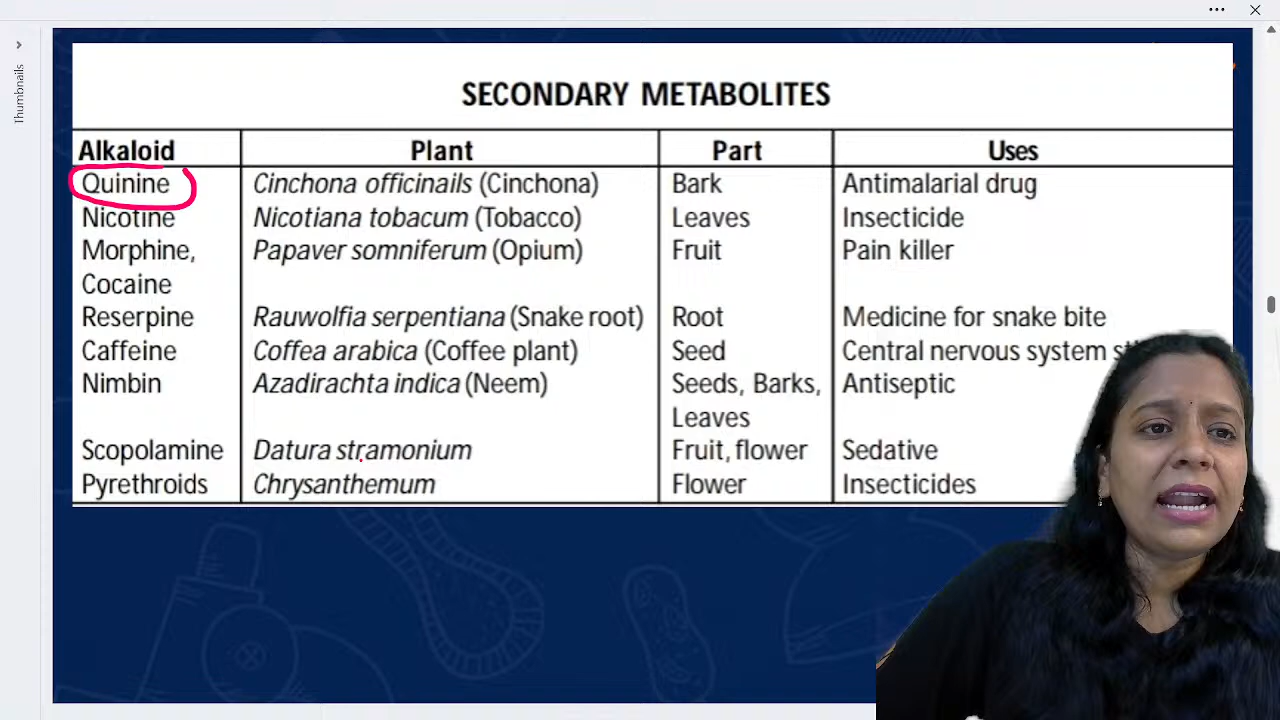 Thumbnails
SECONDARY METABOLITES
Alkaloid Plant Part Uses
Quinine Cinchona officinails (Cinchona) Bark Antimalarial drug
Nicotine Nicotiana tobacum (Tobacco) Leaves Insecticide
Morphine, Papaver somniferum (Opium) Fruit Pain killer
Cocaine
Reserpine Rauwolfia serpentiana (Snake root) Root Medicine for snake bite
Caffeine Coffea arabica (Coffee plant) Seed Central nervous system
Nimbin Azadirachta indica (Neem) Seeds, Barks, Antiseptic
Leaves
Scopolamine Datura stramonium Fruit, flower Sedative
Pyrethroids Chrysanthemum Flower Insecticides